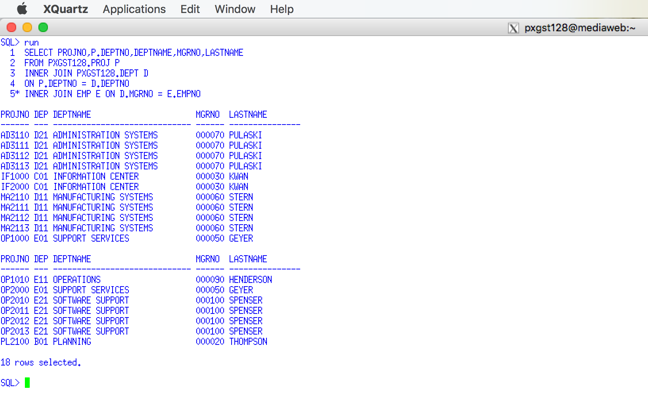 XQuartz Applications Edit Window Help
X pxgst128@mediaweb:~
SQL> run
1 SELECT PROJNO,P.DEPTNO,DEPTNAME,MGRNO,LASTNAME
2 FROM PXGST128.PROJ P
3 INNER JOIN PXGST128.DEPT D
4 ON P.DEPTNO = D.DEPTNO
5* INNER JOIN EMP E ON D.MGRNO = E.EMPNO
PROJNO DEP DEPTNAME MGRNO LASTNAME
------ --- ----------------------------- ------ ---------------
AD3110 D21 ADMINISTRATION SYSTEMS 000070 PULASKI
AD3111 D21 ADMINISTRATION SYSTEMS 000070 PULASKI
AD3112 D21 ADMINISTRATION SYSTEMS 000070 PULASKI
AD3113 D21 ADMINISTRATION SYSTEMS 000070 PULASKI
IF1000 C01 INFORMATION CENTER 000030 KWAN
IF2000 C01 INFORMATION CENTER 000030 KWAN
MA2110 D11 MANUFACTURING SYSTEMS 000060 STERN
MA2111 D11 MANUFACTURING SYSTEMS 000060 STERN
MA2112 D11 MANUFACTURING SYSTEMS 000060 STERN
MA2113 D11 MANUFACTURING SYSTEMS 000060 STERN
OP1000 E01 SUPPORT SERVICES 000050 GEYER
PROJNO DEP DEPTNAME MGRNO LASTNAME
------ --- ----------------------------- ------ ---------------
OP1010 E11 OPERATIONS 000090 HENDERSON
OP2000 E01 SUPPORT SERVICES 000050 GEYER
OP2010 E21 SOFTWARE SUPPORT 000100 SPENSER
OP2011 E21 SOFTWARE SUPPORT 000100 SPENSER
OP2012 E21 SOFTWARE SUPPORT 000100 SPENSER
OP2013 E21 SOFTWARE SUPPORT 000100 SPENSER
PL2100 B01 PLANNING 000020 THOMPSON
18 rows selected.
SQL>